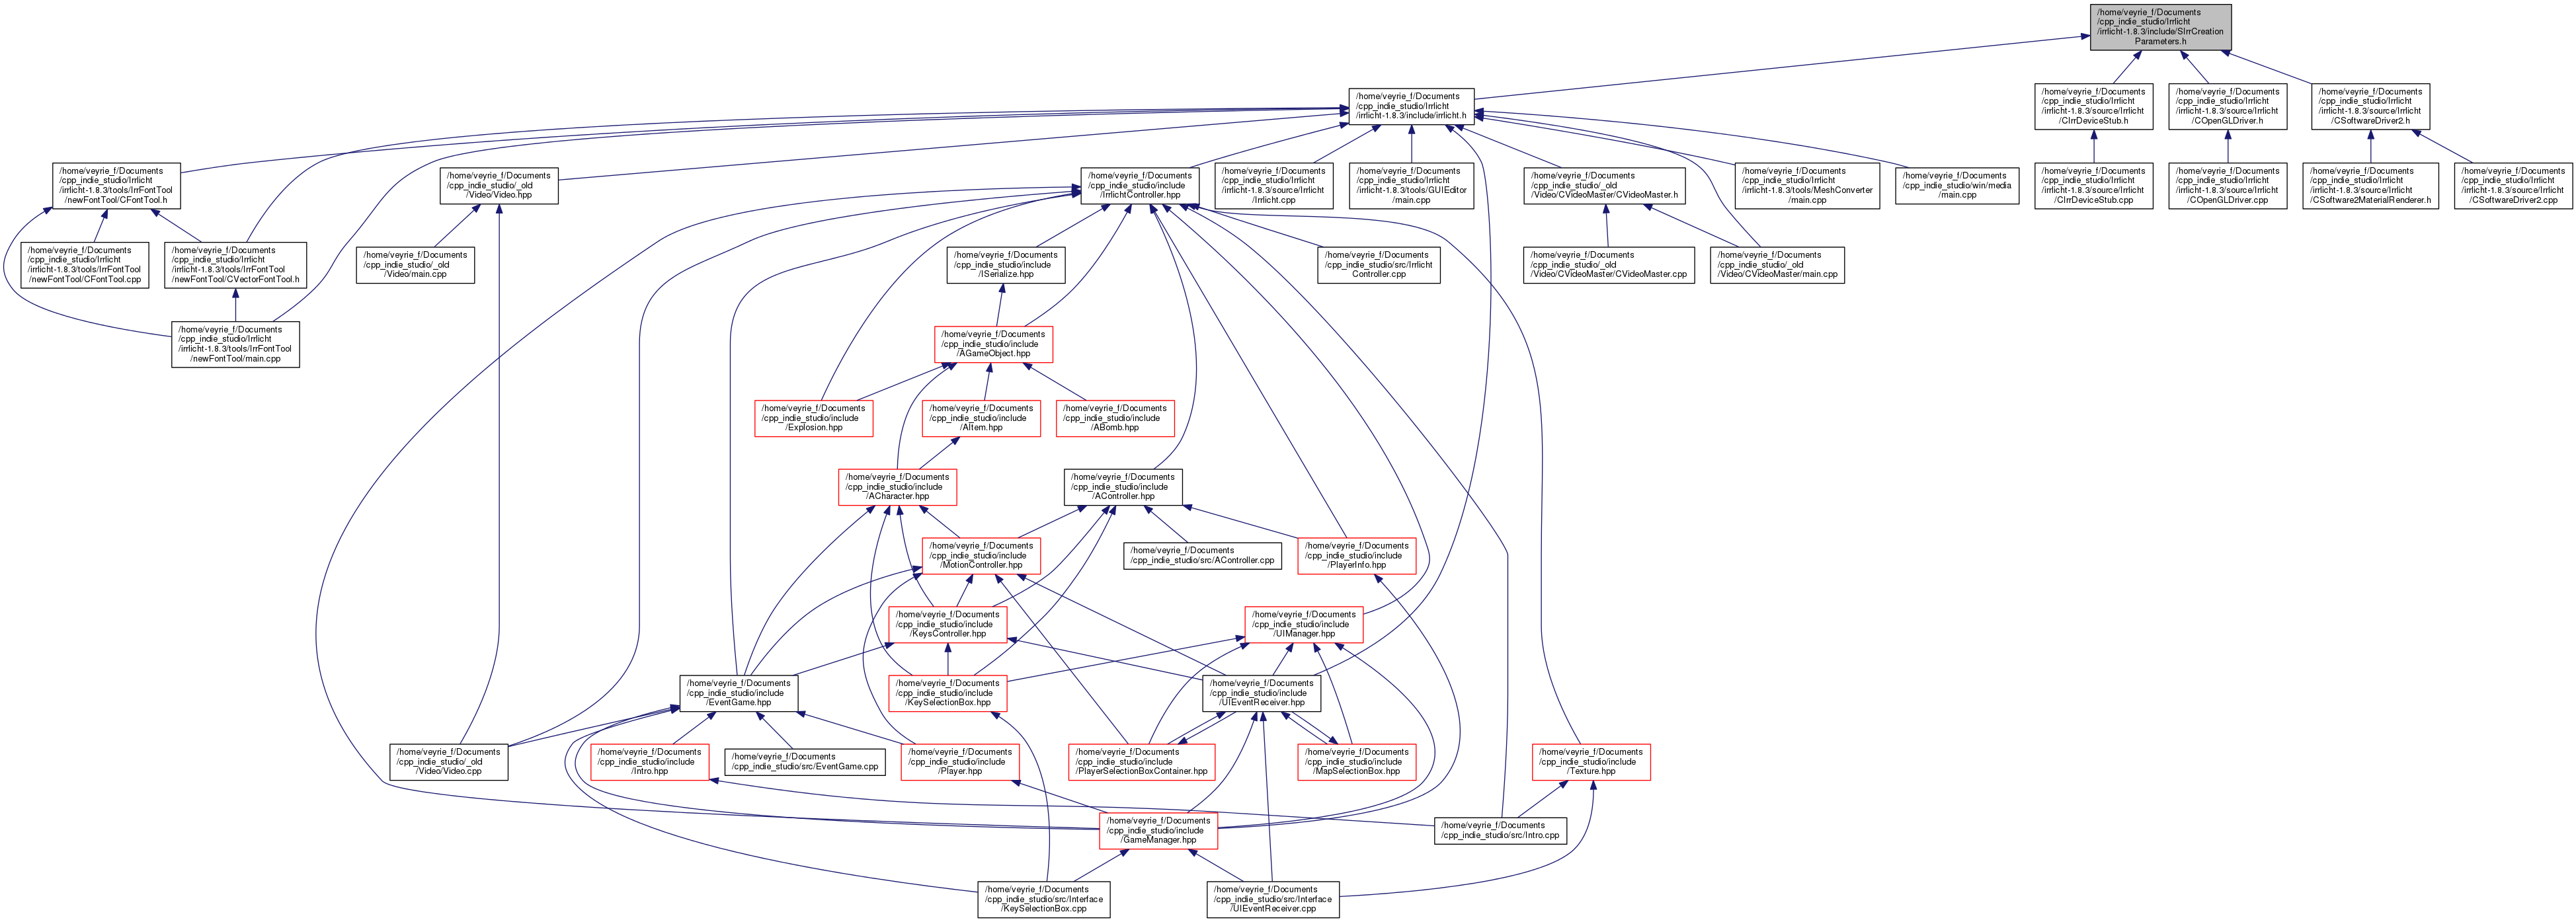 /home/veyrie_f/Documents
/cpp_indie_studio/Irrlicht
/irrlicht-1.8.3/include/SIrrCreation
Parameters.h
/home/veyrie_f/Documents
/cpp_indie_studio/Irrlicht
/irrlicht-1.8.3/include/irrlicht.h
/home/veyrie_f/Documents
/cpp_indie_studio/Irrlicht
/irrlicht-1.8.3/source/Irrlicht
/CIrrDeviceStub.h
/home/veyrie_f/Documents
/cpp_indie_studio/Irrlicht
/irrlicht-1.8.3/source/Irrlicht
/COpenGLDriver.h
/home/veyrie_f/Documents
/cpp_indie_studio/Irrlicht
/irrlicht-1.8.3/source/Irrlicht
/CSoftwareDriver2.h
/home/veyrie_f/Documents
/cpp_indie_studio/Irrlicht
/irrlicht-1.8.3/tools/IrrFontTool
/newFontTool/CFontTool.h
/home/veyrie_f/Documents
/cpp_indie_studio/_old
/Video/Video.hpp
/home/veyrie_f/Documents
/cpp_indie_studio/include
/IrrlichtController.hpp
/home/veyrie_f/Documents
/cpp_indie_studio/Irrlicht
/irrlicht-1.8.3/source/Irrlicht
/Irrlicht.cpp
/home/veyrie_f/Documents
/cpp_indie_studio/Irrlicht
/irrlicht-1.8.3/tools/GUIEditor
/main.cpp
/home/veyrie_f/Documents
/cpp_indie_studio/_old
/Video/CVideoMaster/CVideoMaster.h
/home/veyrie_f/Documents
/cpp_indie_studio/Irrlicht
/irrlicht-1.8.3/tools/MeshConverter
/main.cpp
/home/veyrie_f/Documents
/cpp_indie_studio/win/media
/main.cpp
/home/veyrie_f/Documents
/cpp_indie_studio/Irrlicht
/irrlicht-1.8.3/source/Irrlicht
/CIrrDeviceStub.cpp
/home/veyrie_f/Documents
/cpp_indie_studio/Irrlicht
/irrlicht-1.8.3/source/Irrlicht
/COpenGLDriver.cpp
/home/veyrie_f/Documents
/cpp_indie_studio/Irrlicht
/irrlicht-1.8.3/source/Irrlicht
/CSoftware2MaterialRenderer.h
/home/veyrie_f/Documents
/cpp_indie_studio/Irrlicht
/irrlicht-1.8.3/source/Irrlicht
/CSoftwareDriver2.cpp
/home/veyrie_f/Documents
/cpp_indie_studio/Irrlicht
/irrlicht-1.8.3/tools/IrrFontTool
/newFontTool/CFontTool.cpp
/home/veyrie_f/Documents
/cpp_indie_studio/Irrlicht
/irrlicht-1.8.3/tools/IrrFontTool
/newFontTool/CVectorFontTool.h
/home/veyrie_f/Documents
/cpp_indie_studio/_old
/Video/main.cpp
/home/veyrie_f/Documents
/cpp_indie_studio/include
/ISerialize.hpp
/home/veyrie_f/Documents
/cpp_indie_studio/src/Irrlicht
Controller.cpp
/home/veyrie_f/Documents
/cpp_indie_studio/_old
/Video/CVideoMaster/CVideoMaster.cpp
/home/veyrie_f/Documents
/cpp_indie_studio/_old
/Video/CVideoMaster/main.cpp
/home/veyrie_f/Documents
/cpp_indie_studio/Irrlicht
/irrlicht-1.8.3/tools/IrrFontTool
/newFontTool/main.cpp
/home/veyrie_f/Documents
/cpp_indie_studio/include
/AGameObject.hpp
/home/veyrie_f/Documents
/cpp_indie_studio/include
/Explosion.hpp
/home/veyrie_f/Documents
/cpp_indie_studio/include
/AItem.hpp
/home/veyrie_f/Documents
/cpp_indie_studio/include
/ABomb.hpp
/home/veyrie_f/Documents
/cpp_indie_studio/include
/ACharacter.hpp
/home/veyrie_f/Documents
/cpp_indie_studio/include
/AController.hpp
/home/veyrie_f/Documents
/cpp_indie_studio/include
/MotionController.hpp
/home/veyrie_f/Documents
/cpp_indie_studio/src/AController.cpp
/home/veyrie_f/Documents
/cpp_indie_studio/include
/PlayerInfo.hpp
/home/veyrie_f/Documents
/cpp_indie_studio/include
/KeysController.hpp
/home/veyrie_f/Documents
/cpp_indie_studio/include
/UIManager.hpp
/home/veyrie_f/Documents
/cpp_indie_studio/include
/EventGame.hpp
/home/veyrie_f/Documents
/cpp_indie_studio/include
/KeySelectionBox.hpp
/home/veyrie_f/Documents
/cpp_indie_studio/include
/UIEventReceiver.hpp
/home/veyrie_f/Documents
/cpp_indie_studio/_old
/Video/Video.cpp
/home/veyrie_f/Documents
/cpp_indie_studio/include
/Intro.hpp
/home/veyrie_f/Documents
/cpp_indie_studio/src/EventGame.cpp
/home/veyrie_f/Documents
/cpp_indie_studio/include
/Player.hpp
/home/veyrie_f/Documents
/cpp_indie_studio/include
/PlayerSelectionBoxContainer.hpp
/home/veyrie_f/Documents
/cpp_indie_studio/include
/MapSelectionBox.hpp
/home/veyrie_f/Documents
/cpp_indie_studio/include
/Texture.hpp
/home/veyrie_f/Documents
/cpp_indie_studio/include
/GameManager.hpp
/home/veyrie_f/Documents
/cpp_indie_studio/src/Intro.cpp
/home/veyrie_f/Documents
/cpp_indie_studio/src/Interface
/KeySelectionBox.cpp
/home/veyrie_f/Documents
/cpp_indie_studio/src/Interface
/UIEventReceiver.cpp